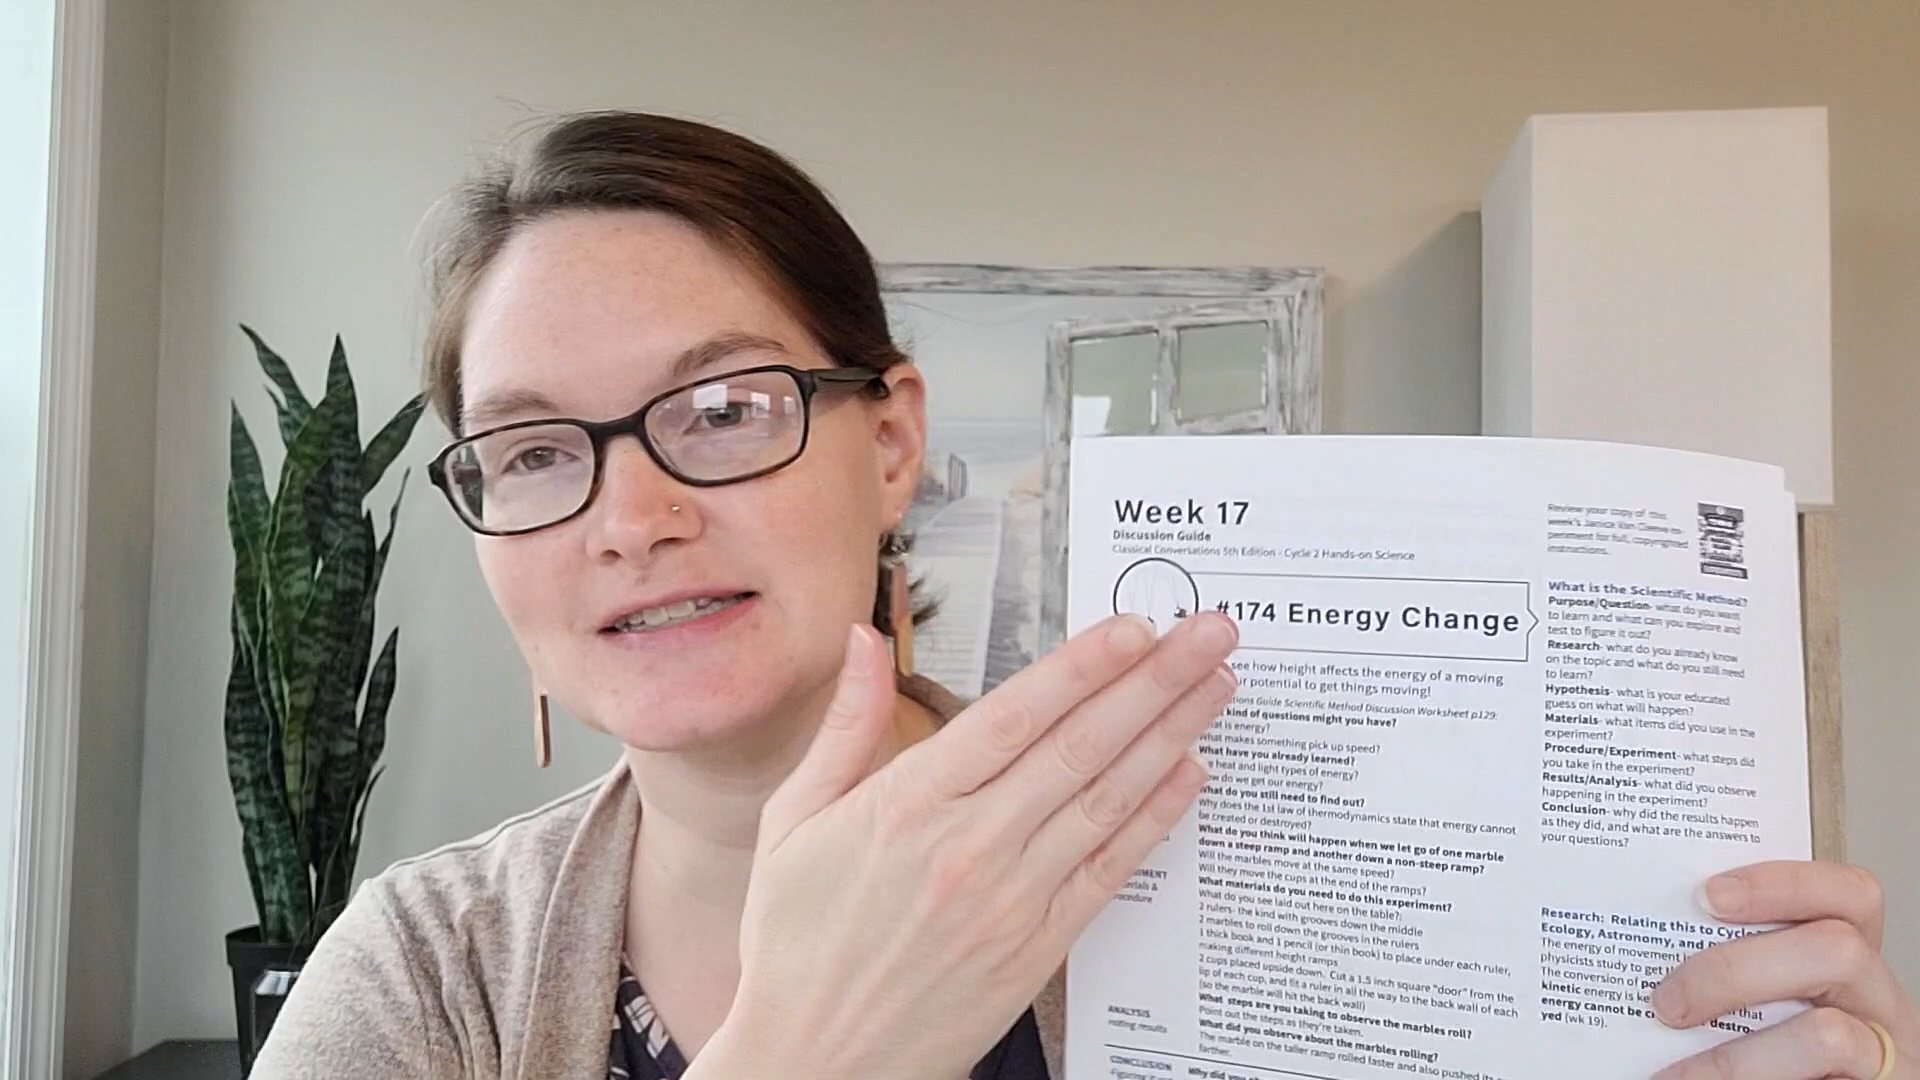 Week 17
Discussion Guide
Classical Conversations 5th Edition - Cycle 2 Hands-on Science
#174 Energy Change
see how height affects the energy of a moving
ur potential to get things moving!
tions Guide Scientific Method Discussion Worksheet p129:
kind of questions might you have?
at is energy?
What makes something pick up speed?
What have you already learned?
e heat and light types of energy?
ow do we get our energy?
What do you still need to find out?
Why does the 1st law of thermodynamics state that energy cannot
be created or destroyed?
What do you think will happen when we let go of one marble
down a steep ramp and another down a non-steep ramp?
Will the marbles move at the same speed?
Will they move the cups at the end of the ramps?
What materials do you need to do this experiment?
What do you see laid out here on the table?:
2 rulers- the kind with grooves down the middle
2 marbles to roll down the grooves in the rulers
1 thick book and 1 pencil (or thin book) to place under each ruler,
making different height ramps
2 cups placed upside down. Cut a 1.5 inch square "door" from the
lip of each cup, and fit a ruler in all the way to the back wall of each
(so the marble will hit the back wall)
What steps are you taking to observe the marbles roll?
Point out the steps as they're taken.
What did you observe about the marbles rolling?
The marble on the taller ramp rolled faster and also pushed its
farther.
Why did you
IMENT
erials &
rocedure
ANALYSIS
noting results
CONCLUSION
Review your copy of this
week's Janice Van Cleave ex-
periment for full, copyrighted
instructions.
What is the Scientific Method?
Purpose/Question- what do you want
to learn and what can you explore and
test to figure it out?
Research- what do you already know
on the topic and what do you still need
to learn?
Hypothesis- what is your educated
guess on what will happen?
Materials- what items did you use in the
experiment?
Procedure/Experiment- what steps did
you take in the experiment?
Results/Analysis- what did you observe
happening in the experiment?
Conclusion- why did the results happen
as they did, and what are the answers to
your questions?
Research: Relating this to Cycle
Ecology, Astronomy, and
The energy of movement
physicists study to get
The conversion of po
kinetic energy is ke that
energy cannot be c destro-
yed (wk 19).